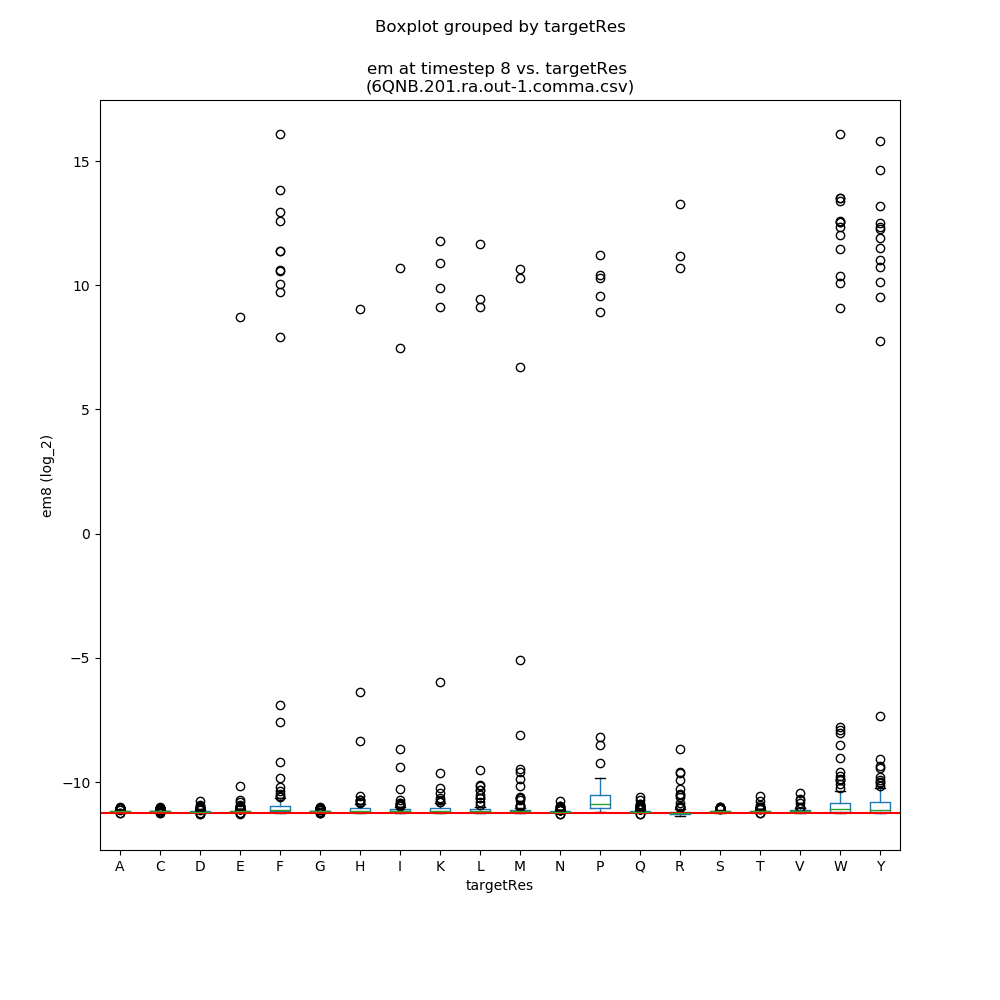 Boxplot grouped by targetRes
em at timestep 8 vs. targetRes
(6QNB.201.ra.out-1.comma.csv)
15
10
5
0
−5
−10
em8 (log_2)
A C D E F G H I K L M N P Q R S T V W Y
targetRes